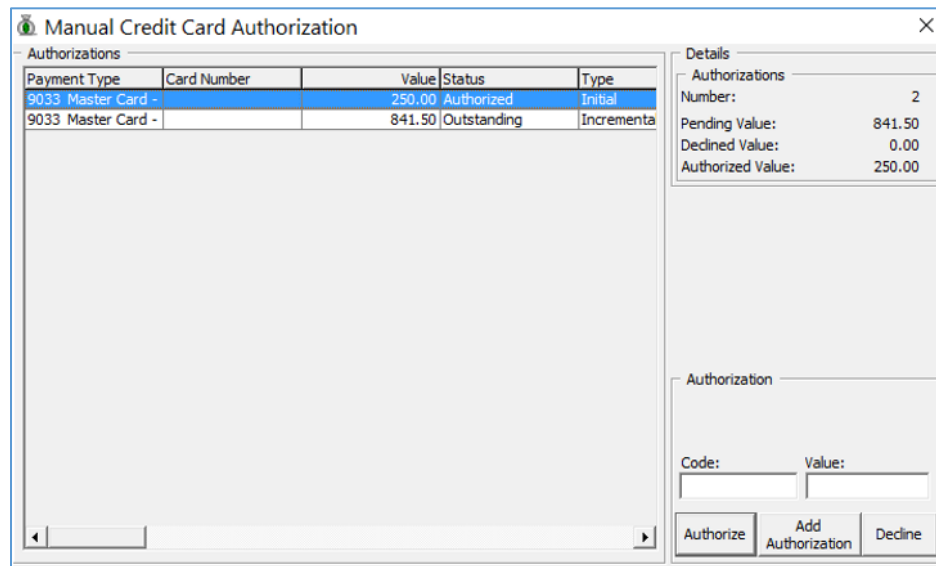 Manual Credit Card Authorization
Authorizations
Payment Type Card Number Value Status Type
9033 Master Card - 250.00 Authorized Initial
9033 Master Card - 841.50 Outstanding Incrementa
Details
Authorizations
Number: 2
Pending Value: 841.50
Declined Value: 0.00
Authorized Value: 250.00
Authorization
Code: Value:
Authorize Add Authorization Decline